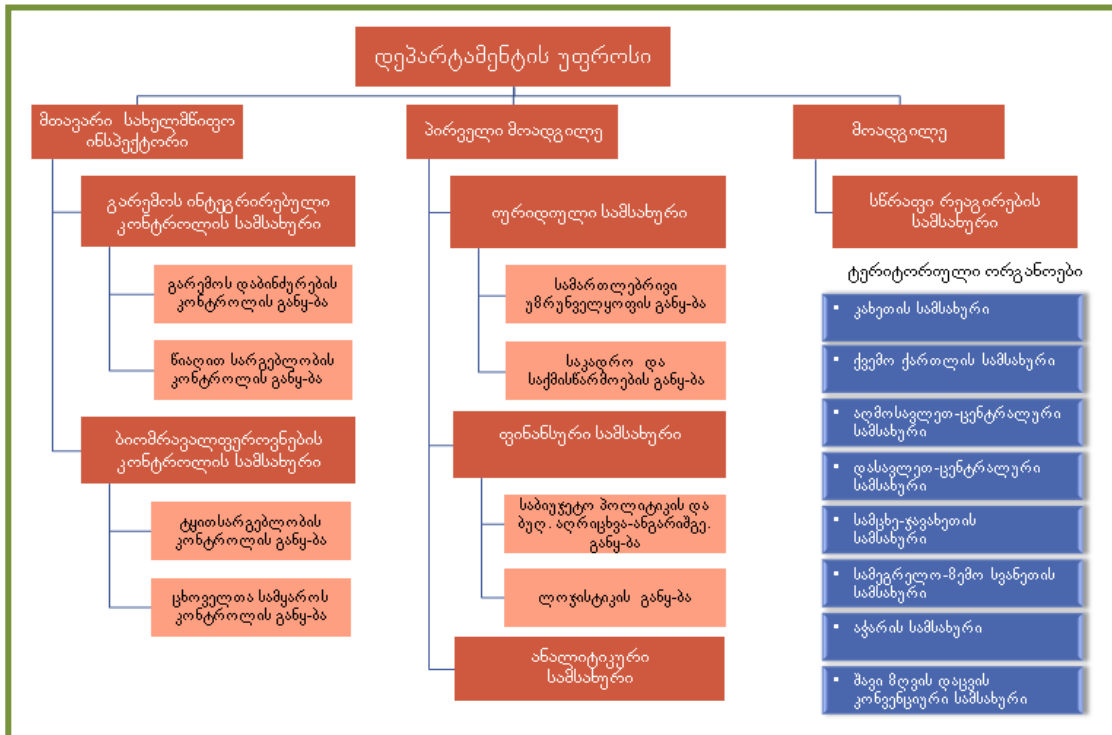 დეპარტამენტის უფროსი
მთავარი სახელმწიფო
ინსპექტორი
გარემოს ინტეგრირებული
კონტროლის სამსახური
გარემოს დაბინძურების
კონტროლის განყ-ბა
წიაღით სარგებლობის
კონტროლის განყ-ბა
ბიომრავალფეროვნების
კონტროლის სამსახური
ტყითსარგებლობის
კონტროლის განყ-ბა
ცხოველთა სამყაროს
კონტროლის განყ-ბა
პირველი მოადგილე
იურიდიული სამსახური
სამართლებრივი
უზრუნველყოფის განყ-ბა
საკადრო და
საქმისწარმოების განყ-ბა
ფინანსური სამსახური
საბიუჯეტო პოლიტიკის და
ბუღ. აღრიცხვა-ანგარიშგე.
განყ-ბა
ლოჯისტიკის განყ-ბა
ანალიტიკური
სამსახური
მოადგილე
სწრაფი რეაგირების
სამსახური
ტერიტორიული ორგანოები
▪ კახეთის სამსახური
▪ ქვემო ქართლის სამსახური
▪ აღმოსავლეთ-ცენტრალური
სამსახური
▪ დასავლეთ-ცენტრალური
სამსახური
▪ სამცხე-ჯავახეთის
სამსახური
▪ სამეგრელო-ზემო სვანეთის
სამსახური
▪ აჭარის სამსახური
▪ შავი ზღვის დაცვის
კონვენციური სამსახური